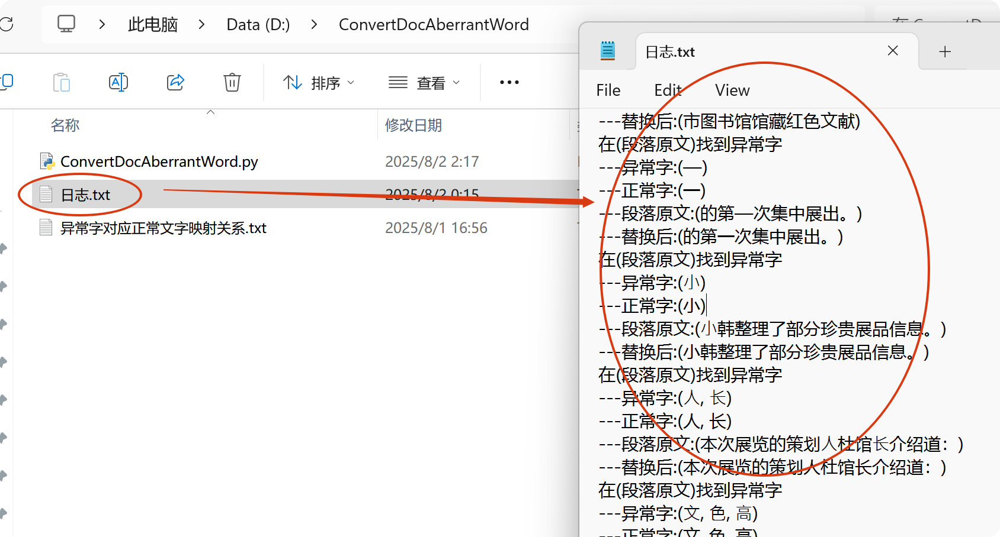 此电脑 > Data (D:) > ConvertDocAberrantWord
排序
查看
名称
修改日期
ConvertDocAberrantWord.py 2025/8/2 2:17
日志.txt 2025/8/2 0:15
异常字对应正常文字映射关系.txt 2025/8/1 16:56
日志.txt
File Edit View
---替换后:(市图书馆馆藏红色文献)
在(段落原文)找到异常字
---异常字:(⼀)
---正常字:(一)
---段落原文:(的第⼀次集中展出。)
---替换后:(的第一次集中展出。)
在(段落原文)找到异常字
---异常字:(⼩)
---正常字:(小)
---段落原文:(⼩韩整理了部分珍贵展品信息。)
---替换后:(小韩整理了部分珍贵展品信息。)
在(段落原文)找到异常字
---异常字:(⼈, ⻓)
---正常字:(人, 长)
---段落原文:(本次展览的策划⼈杜馆⻓介绍道：)
---替换后:(本次展览的策划人杜馆长介绍道：)
在(段落原文)找到异常字
---异常字:(⽂, ⾊, ⾼)
---正常字:(文, 色, 高)